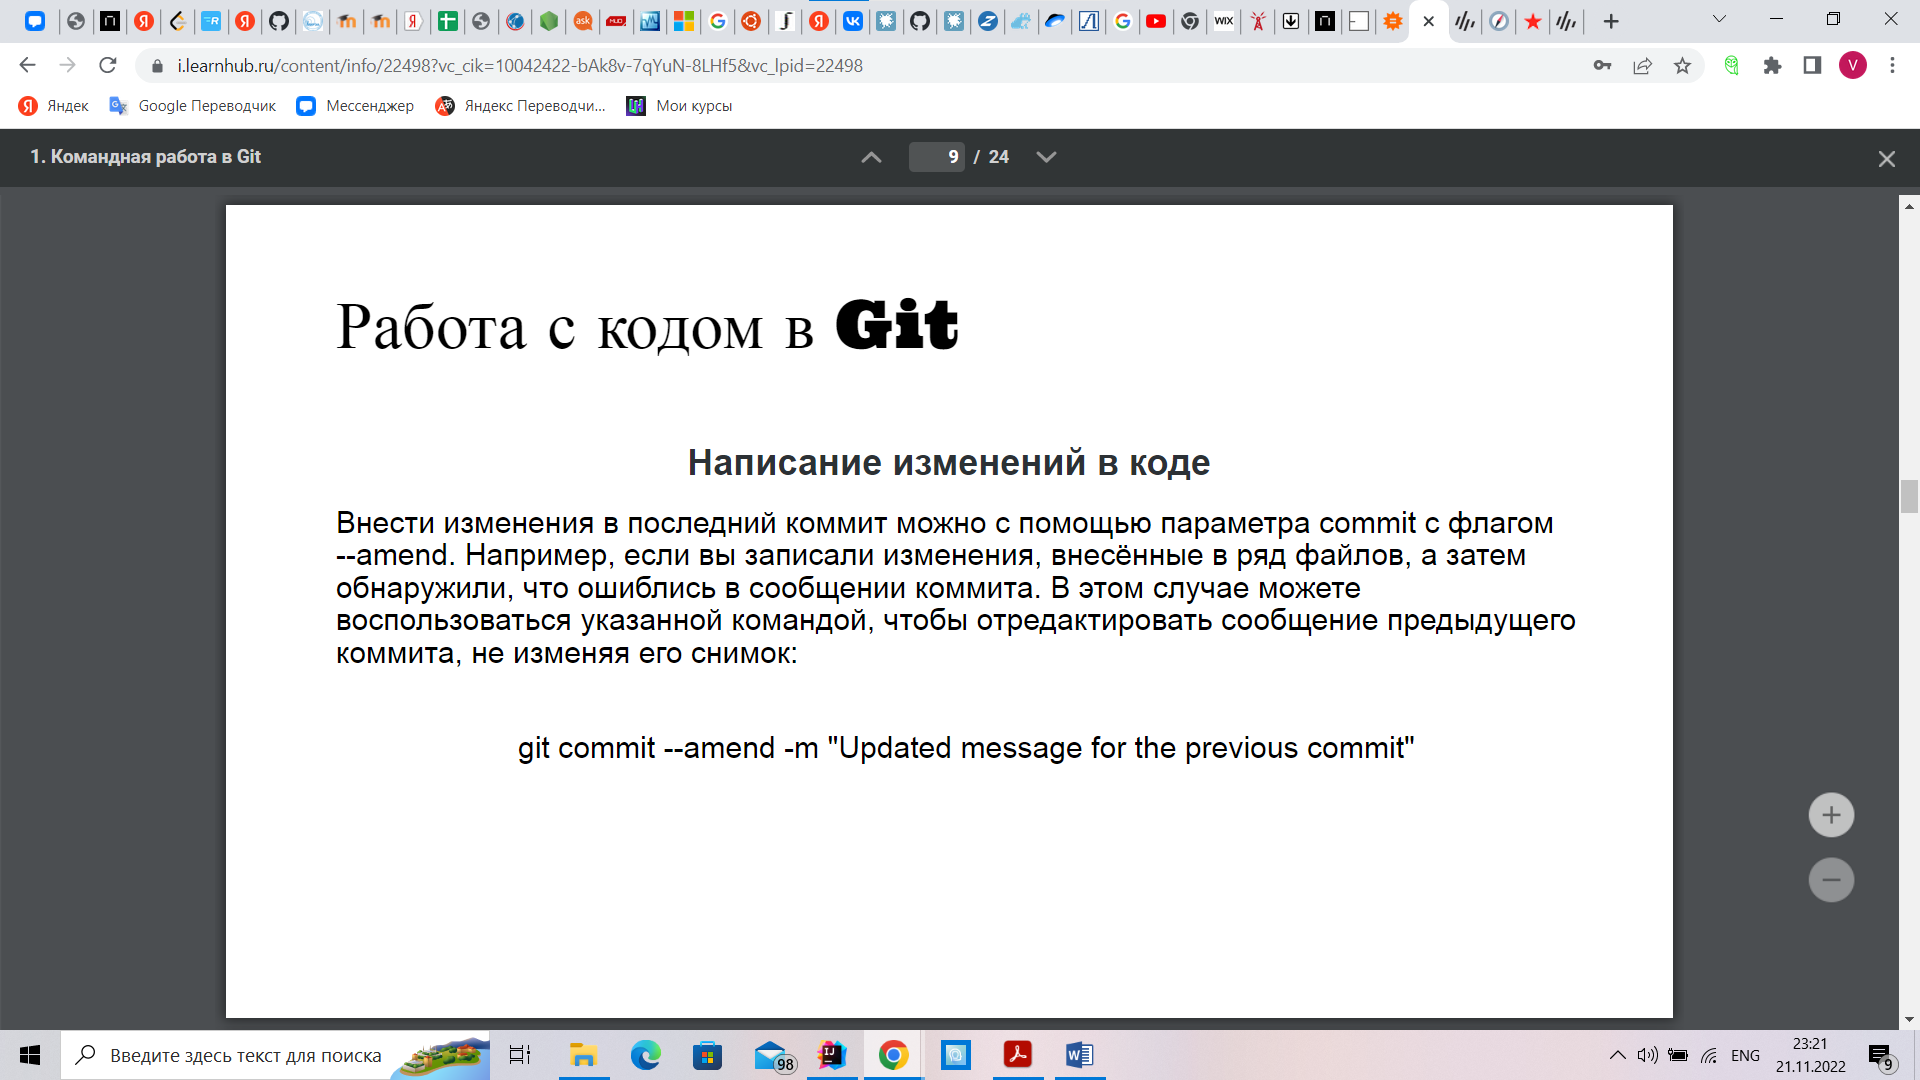 i.learnhub.ru/content/info/22498?vc_cik=10042422-bAk8v-7qYuN-8LHf5&vc_lpid=22498
V
Яндек Google Переводчик Мессенджер Яндекс Переводчи... Мои курсы
1. Командная работа в Git
9 / 24
Работа с кодом в Git
Написание изменений в коде
Внести изменения в последний коммит можно с помощью параметра commit с флагом
--amend. Например, если вы записали изменения, внесённые в ряд файлов, а затем
обнаружили, что ошиблись в сообщении коммита. В этом случае можете
воспользоваться указанной командой, чтобы отредактировать сообщение предыдущего
коммита, не изменяя его снимок:
git commit --amend -m "Updated message for the previous commit"
Введите здесь текст для поиска
98
ENG
23:21
21.11.2022
9